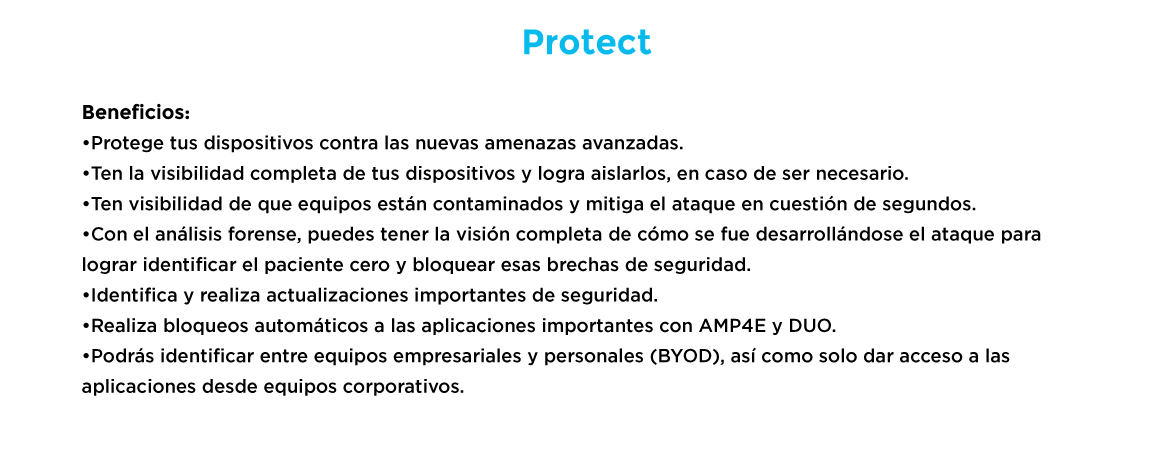 Protect
Beneficios:
•Protege tus dispositivos contra las nuevas amenazas avanzadas.
•Ten la visibilidad completa de tus dispositivos y logra aislarlos, en caso de ser necesario.
•Ten visibilidad de que equipos están contaminados y mitiga el ataque en cuestión de segundos.
•Con el análisis forense, puedes tener la visión completa de cómo se fue desarrollándose el ataque para
lograr identificar el paciente cero y bloquear esas brechas de seguridad.
•Identifica y realiza actualizaciones importantes de seguridad.
•Realiza bloqueos automáticos a las aplicaciones importantes con AMP4E y DUO.
•Podrás identificar entre equipos empresariales y personales (BYOD), así como solo dar acceso a las
aplicaciones desde equipos corporativos.